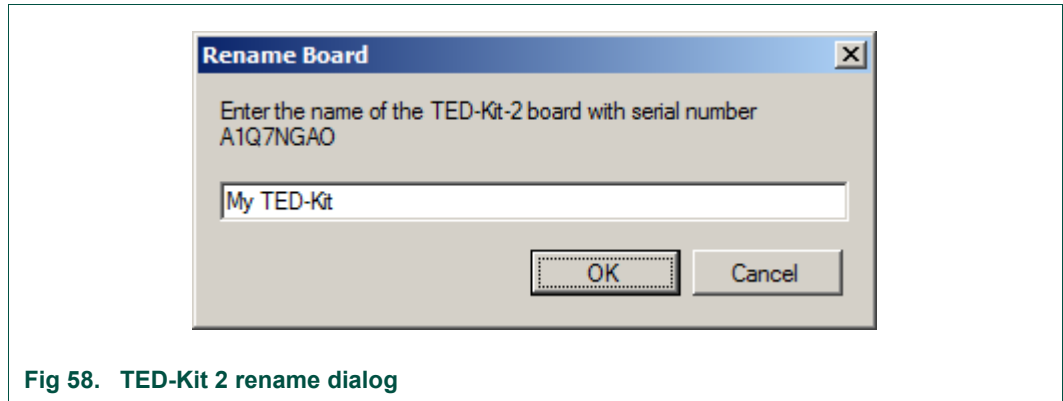 Rename Board
Enter the name of the TED-Kit-2 board with serial number
A1Q7NGAO
My TED-Kit
OK Cancel
Fig 58. TED-Kit 2 rename dialog